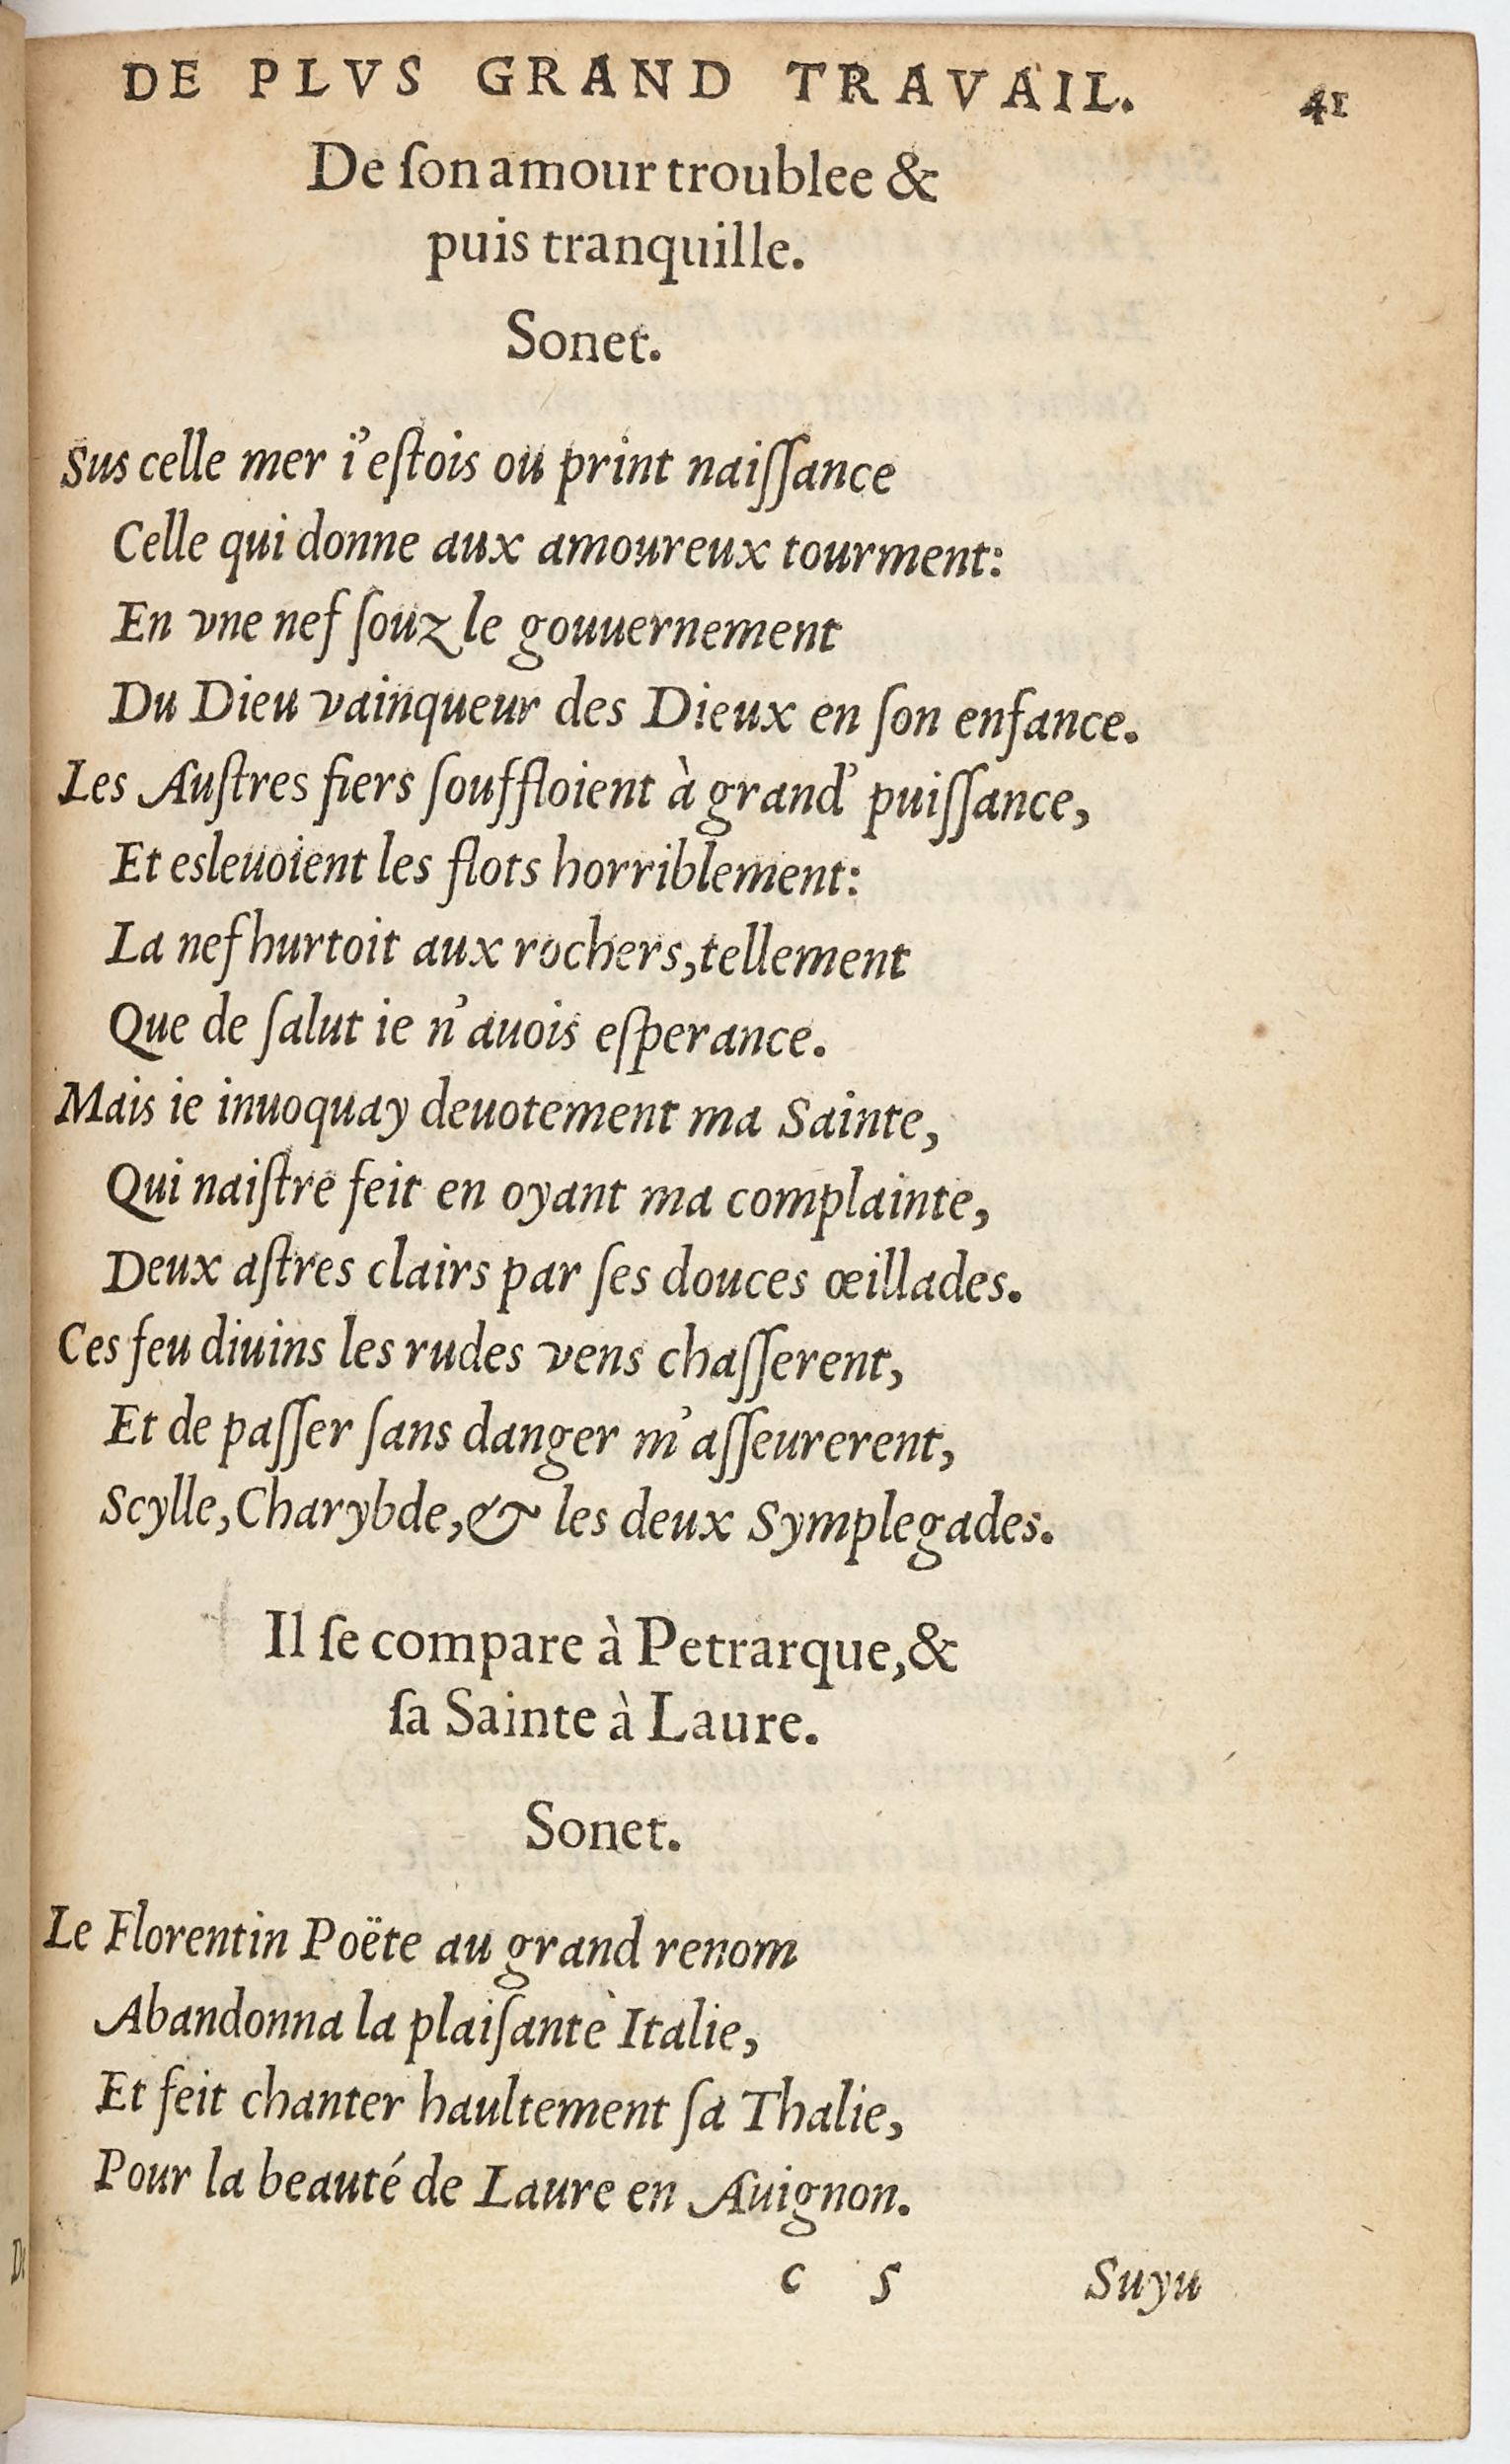 DE PLVS GRAND TRAVAIL. 41
De ſon amour troublee &
puis tranquille.
Sonet.
Sus celle mer i'eſtois ou print naiſſance
Celle qui donne aux amoureux tourment:
En vne nef ſouz le gouuernement
Du Dieu vainqueur des Dieux en ſon enfance.
Les Auſtres fiers ſouffloient à grand' puiſſance,
Et esleuoient les flots horriblement:
La nef hurtoit aux rochers, tellement
Que de ſalut ie n'auois eſperance.
Mais ie inuoquay deuotement ma Sainte,
Qui naiſtre feit en oyant ma complainte,
Deux aſtres clairs par ſes douces œillades.
Ces feu diuins les rudes vens chaſſerent,
Et de paſſer ſans danger m'aſſeurerent,
Scylle, Charybde, & les deux Symplegades.
Il ſe compare à Petrarque, &
ſa Sainte à Laure.
Sonet.
Le Florentin Poëte au grand renom
Abandonna la plaiſante Italie,
Et feit chanter haultement ſa Thalie,
Pour la beauté de Laure en Auignon.
c 5 Suyu